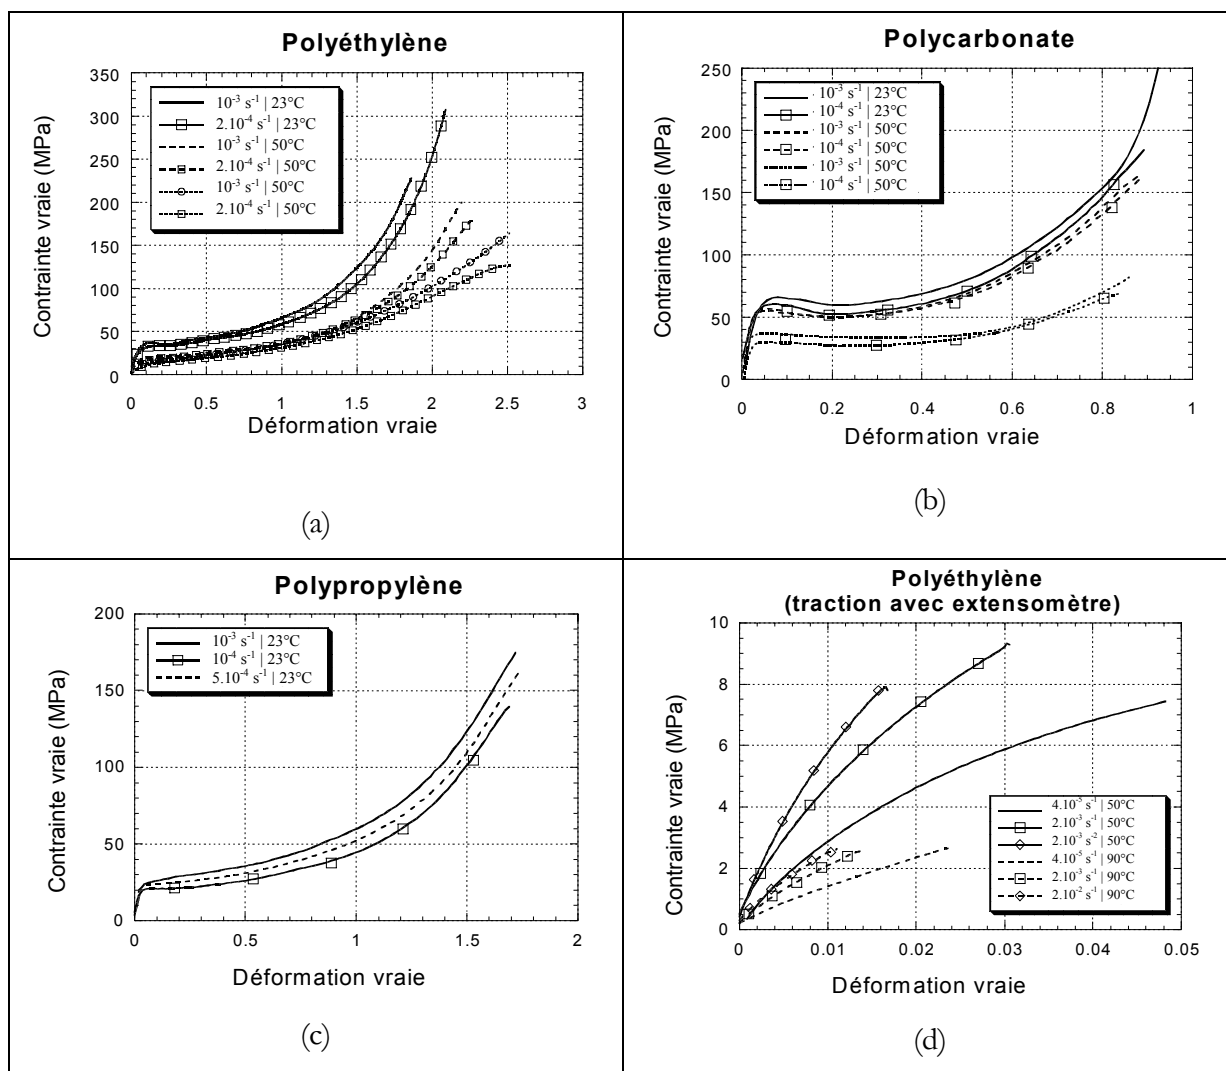 Polyéthylène
Contrainte vraie (MPa)
350
300
250
200
150
100
50
0
10⁻³ s⁻¹ | 23°C
2.10⁻⁴ s⁻¹ | 23°C
10⁻³ s⁻¹ | 50°C
2.10⁻⁴ s⁻¹ | 50°C
10⁻³ s⁻¹ | 50°C
2.10⁻⁴ s⁻¹ | 50°C
0 0.5 1 1.5 2 2.5 3
Déformation vraie
(a)
Polycarbonate
Contrainte vraie (MPa)
250
200
150
100
50
0
10⁻³ s⁻¹ | 23°C
10⁻⁴ s⁻¹ | 23°C
10⁻³ s⁻¹ | 50°C
10⁻⁴ s⁻¹ | 50°C
10⁻³ s⁻¹ | 50°C
10⁻⁴ s⁻¹ | 50°C
0 0.2 0.4 0.6 0.8 1
Déformation vraie
(b)
Polypropylène
Contrainte vraie (MPa)
200
150
100
50
0
10⁻³ s⁻¹ | 23°C
10⁻⁴ s⁻¹ | 23°C
5.10⁻⁴ s⁻¹ | 23°C
0 0.5 1 1.5 2
Déformation vraie
(c)
Polyéthylène
(traction avec extensomètre)
Contrainte vraie (MPa)
10
8
6
4
2
0
4.10⁻⁵ s⁻¹ | 50°C
2.10⁻³ s⁻¹ | 50°C
2.10⁻³ s⁻² | 50°C
4.10⁻⁵ s⁻¹ | 90°C
2.10⁻³ s⁻¹ | 90°C
2.10⁻² s⁻¹ | 90°C
0 0.01 0.02 0.03 0.04 0.05
Déformation vraie
(d)